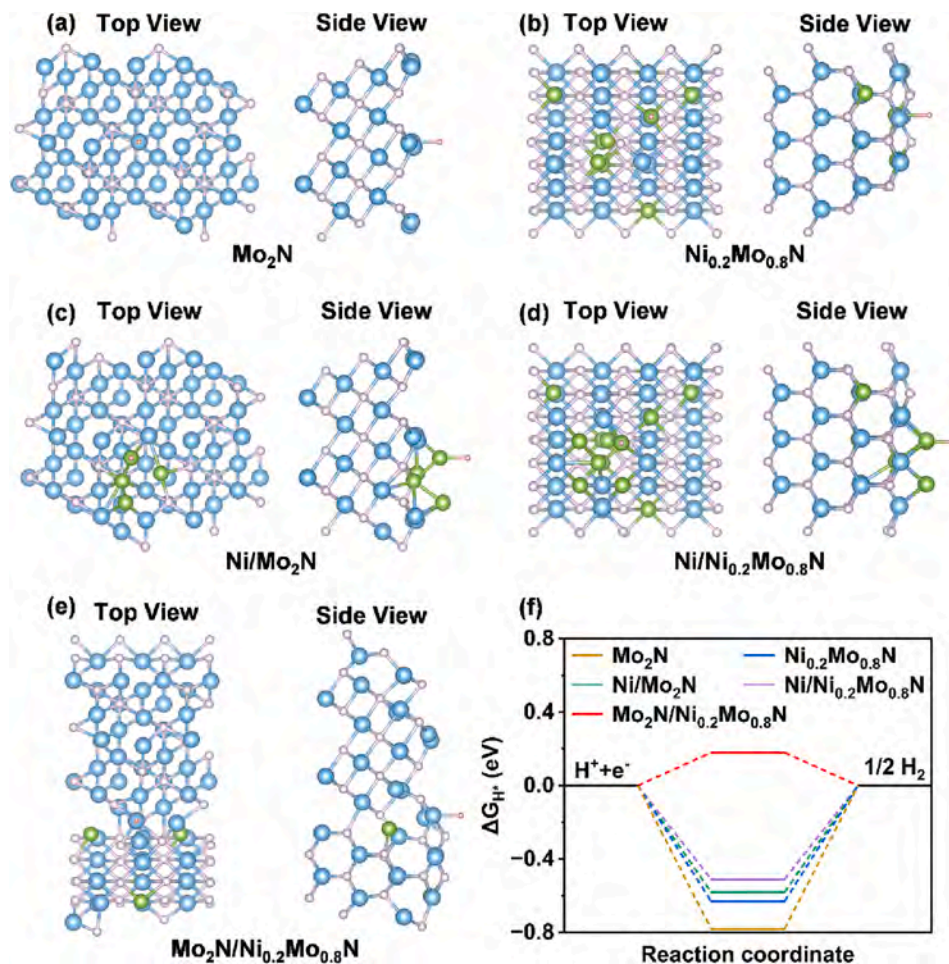 (a) Top View Side View
Mo₂N
(b) Top View Side View
Ni₀.₂Mo₀.₈N
(c) Top View Side View
Ni/Mo₂N
(d) Top View Side View
Ni/Ni₀.₂Mo₀.₈N
(e) Top View Side View
Mo₂N/Ni₀.₂Mo₀.₈N
(f)
0.8
0.4
0.0
−0.4
−0.8
ΔG_H* (eV)
Mo₂N Ni₀.₂Mo₀.₈N
Ni/Mo₂N Ni/Ni₀.₂Mo₀.₈N
Mo₂N/Ni₀.₂Mo₀.₈N
H⁺+e⁻ 1/2 H₂
Reaction coordinate